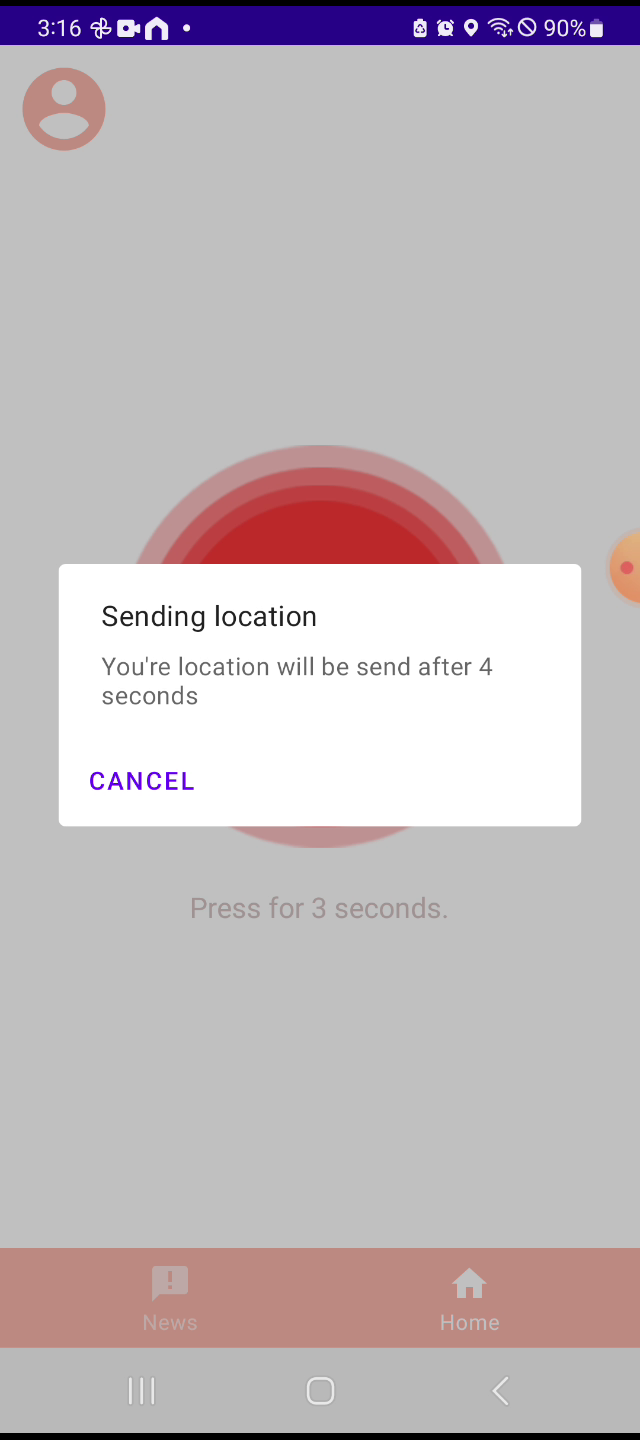 3:16
90%
Sending location
You're location will be send after 4
seconds
CANCEL
Press for 3 seconds.
News
Home